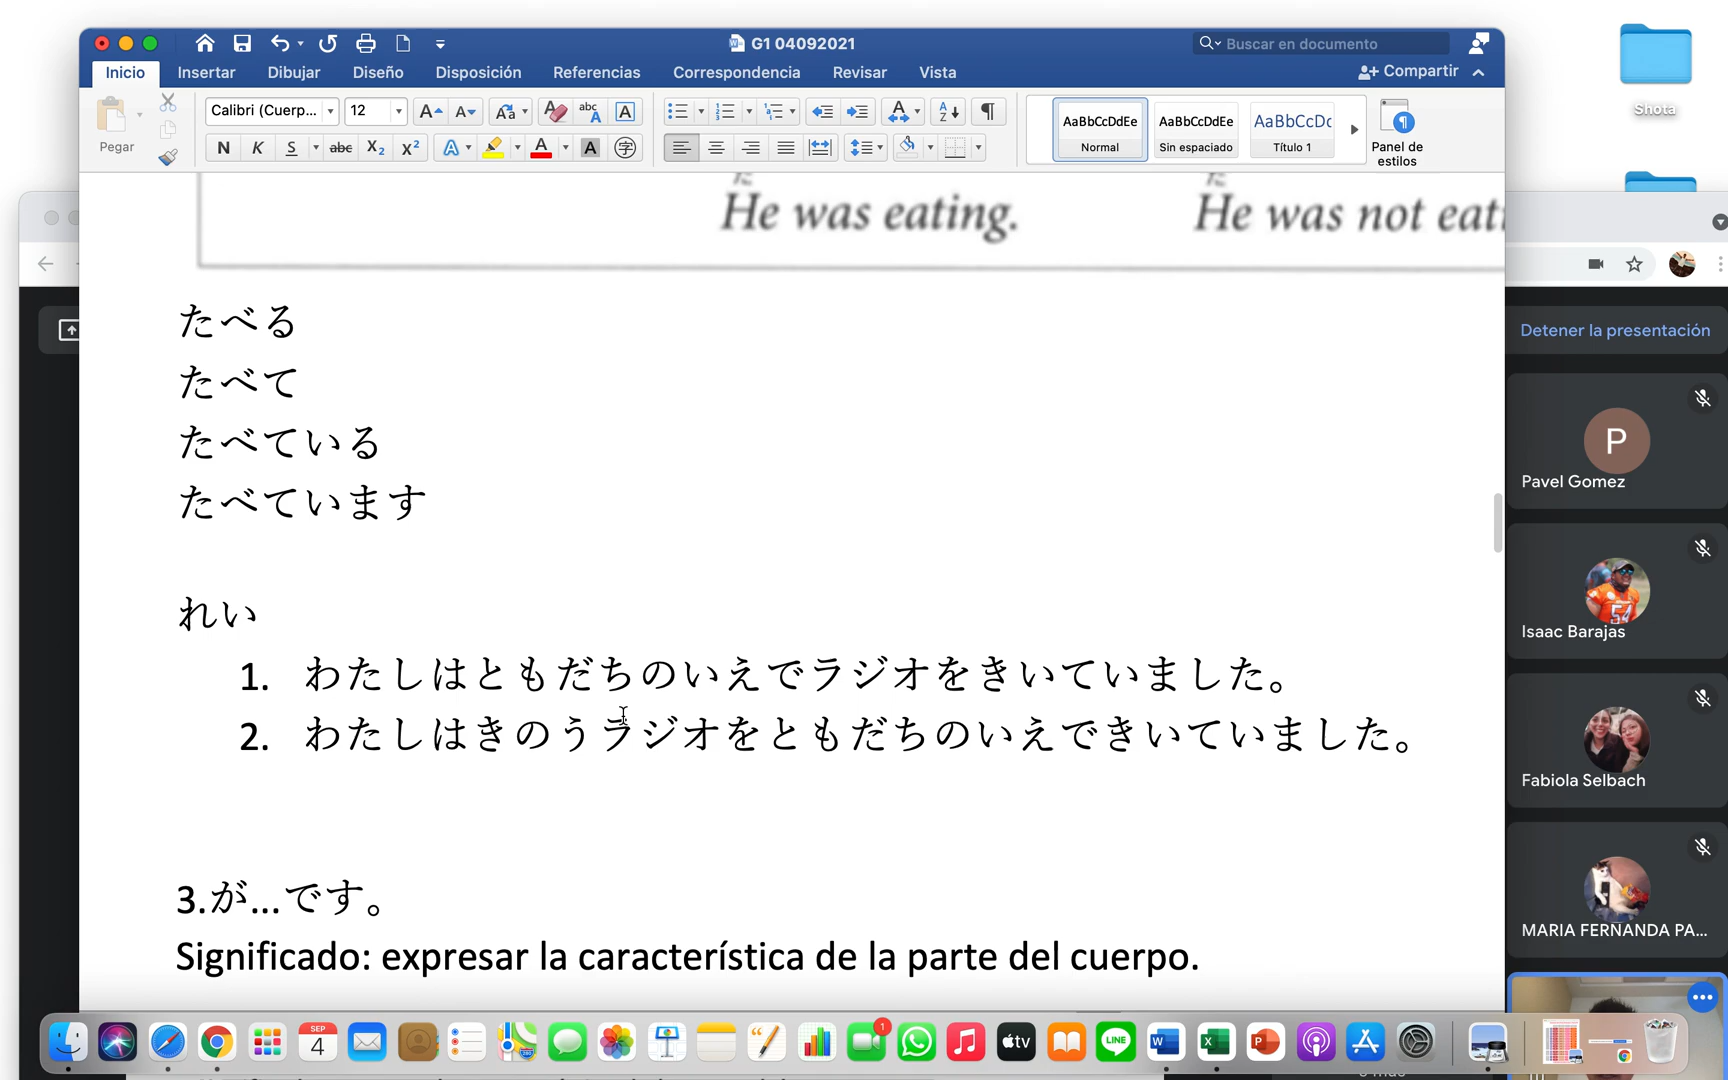 G1 04092021
Buscar en documento
Inicio Insertar Dibujar Diseño Disposición Referencias Correspondencia Revisar Vista Compartir
Shota
Pegar
Calibri (Cuerp... 12
N K S abc X₂ X²
AaBbCcDdEe AaBbCcDdEe AaBbCcDc
Normal Sin espaciado Título 1
Panel de estilos
He was eating. He was not eati
Detener la presentación
たべる
たべて
たべている
たべています
P
Pavel Gomez
れい
Isaac Barajas
1. わたしはともだちのいえでラジオをきいていました。
2. わたしはきのうラジオをともだちのいえできいていました。
Fabiola Selbach
3.が...です。
MARIA FERNANDA PA...
Significado: expresar la característica de la parte del cuerpo.
SEP
4
1
tv
LINE